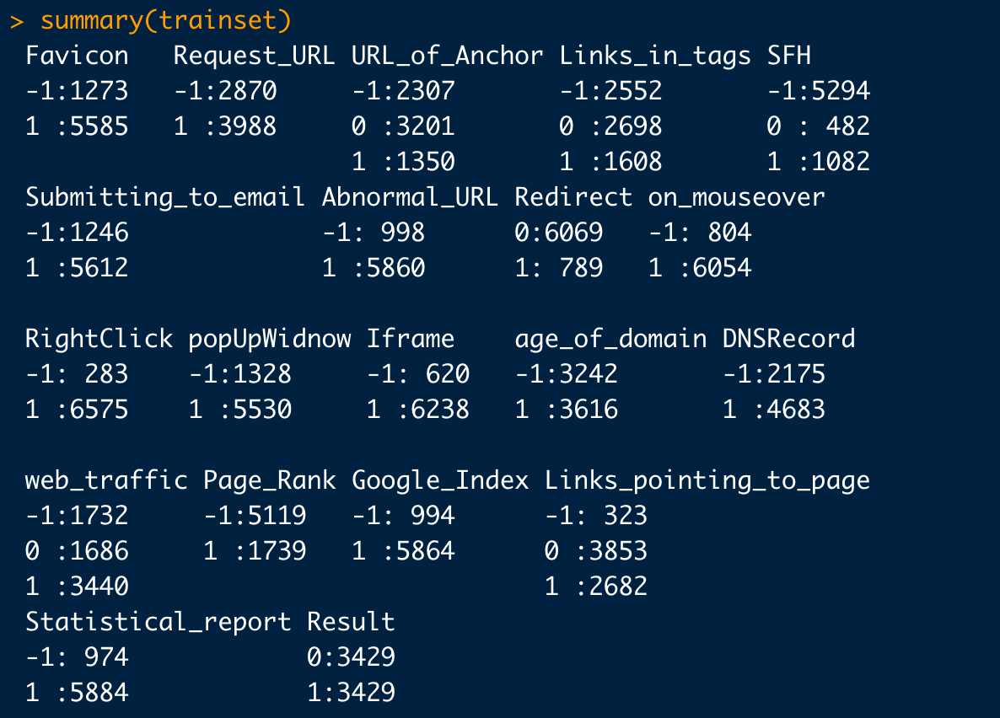 > summary(trainset)
Favicon   Request_URL URL_of_Anchor Links_in_tags SFH
-1:1273   -1:2870     -1:2307       -1:2552       -1:5294
1 :5585   1 :3988     0 :3201       0 :2698       0 : 482
                      1 :1350       1 :1608       1 :1082
Submitting_to_email Abnormal_URL Redirect on_mouseover
-1:1246             -1: 998      0:6069   -1: 804
1 :5612             1 :5860      1: 789   1 :6054
RightClick popUpWidnow Iframe    age_of_domain DNSRecord
-1: 283    -1:1328     -1: 620   -1:3242       -1:2175
1 :6575    1 :5530     1 :6238   1 :3616       1 :4683
web_traffic Page_Rank Google_Index Links_pointing_to_page
-1:1732     -1:5119   -1: 994      -1: 323
0 :1686     1 :1739   1 :5864      0 :3853
1 :3440                            1 :2682
Statistical_report Result
-1: 974            0:3429
1 :5884            1:3429